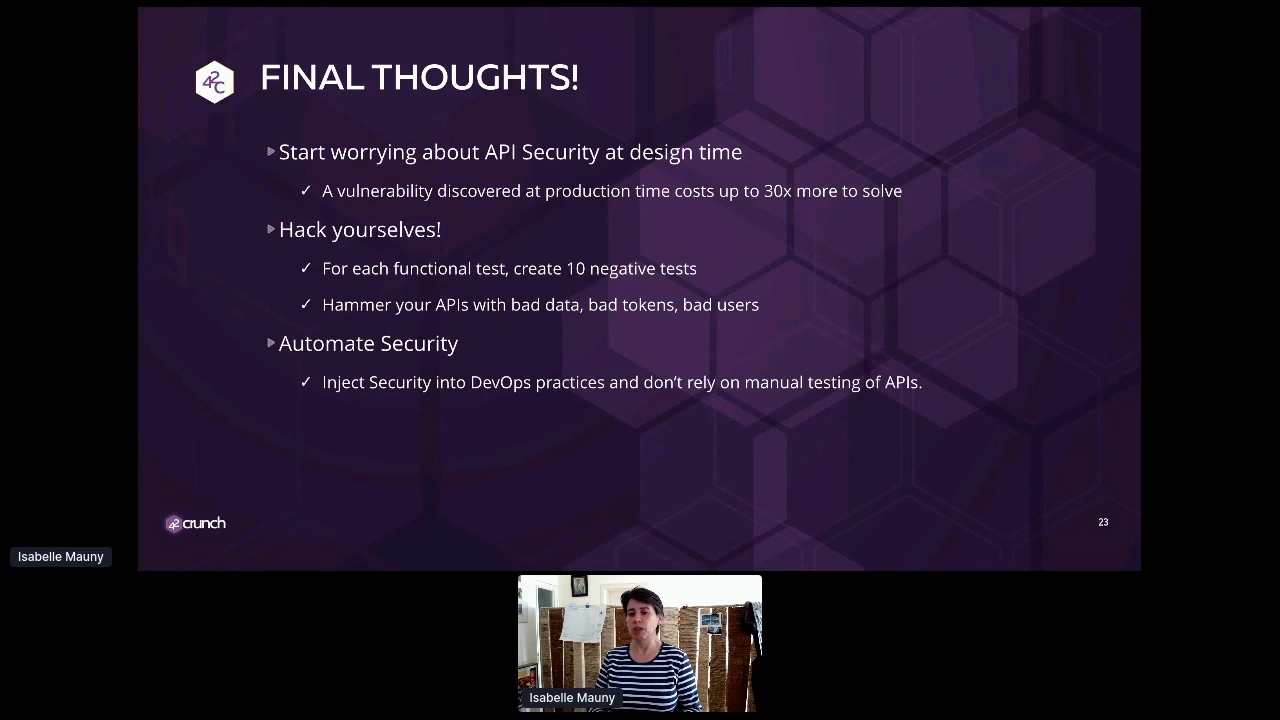 42C
FINAL THOUGHTS!
Start worrying about API Security at design time
✓ A vulnerability discovered at production time costs up to 30x more to solve
Hack yourselves!
✓ For each functional test, create 10 negative tests
✓ Hammer your APIs with bad data, bad tokens, bad users
Automate Security
✓ Inject Security into DevOps practices and don’t rely on manual testing of APIs.
42crunch
23
Isabelle Mauny
Isabelle Mauny